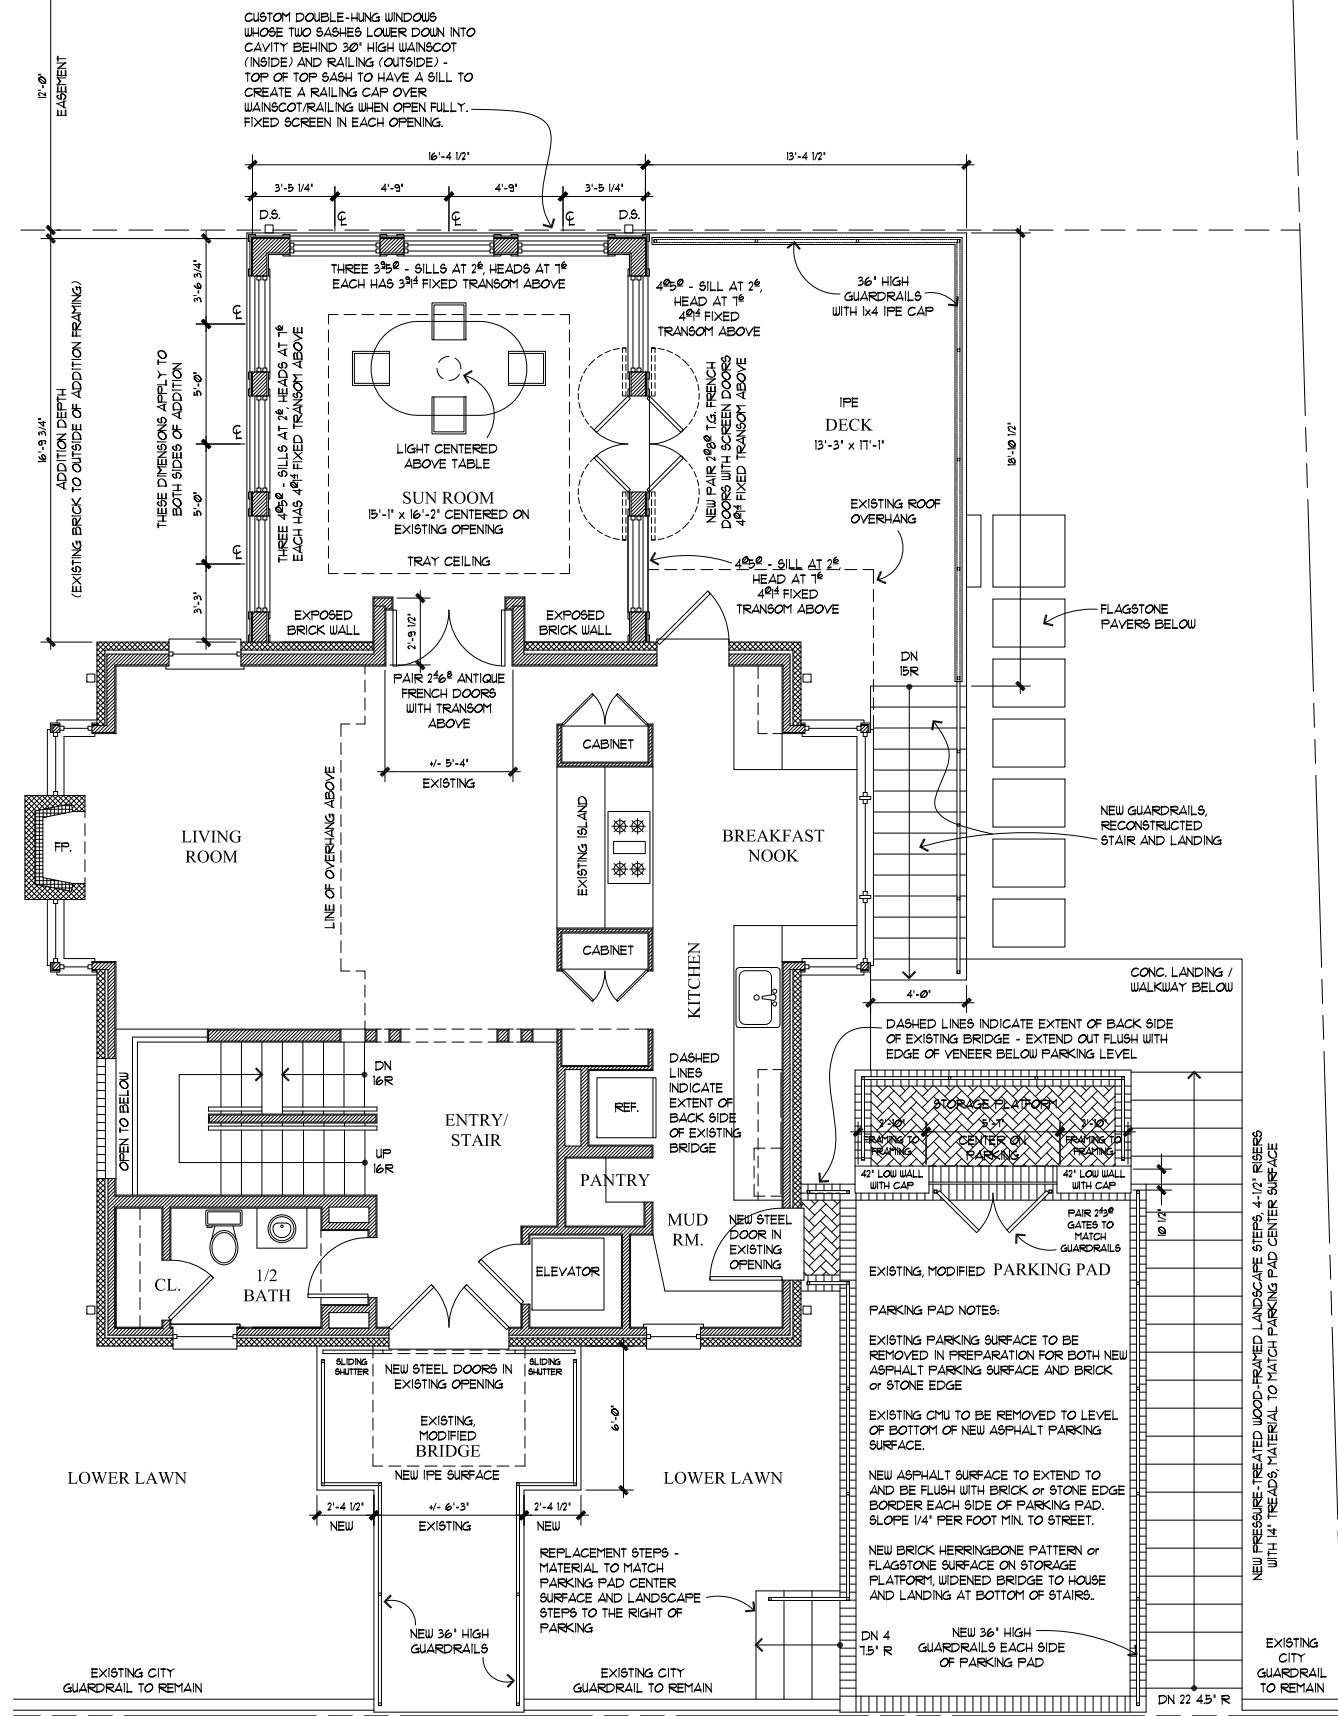 CUSTOM DOUBLE-HUNG WINDOWS
WHOSE TWO SASHES LOWER DOWN INTO
CAVITY BEHIND 30" HIGH WAINSCOT
(INSIDE) AND RAILING (OUTSIDE) -
TOP OF TOP SASH TO HAVE A SILL TO
CREATE A RAILING CAP OVER
WAINSCOT/RAILING WHEN OPEN FULLY.
FIXED SCREEN IN EACH OPENING.
12'-0"
EASEMENT
16'-4 1/2"
13'-4 1/2"
3'-5 1/4"
4'-9"
4'-9"
3'-5 1/4"
D.S.
D.S.
THREE 3⁹5⁰ - SILLS AT 2⁶, HEADS AT 7⁶
EACH HAS 3⁹1⁴ FIXED TRANSOM ABOVE
4⁰5⁰ - SILL AT 2⁶,
HEAD AT 7⁶
4⁰1⁴ FIXED
TRANSOM ABOVE
36" HIGH
GUARDRAILS
WITH 1x4 IPE CAP
16'-9 3/4"
ADDITION DEPTH
(EXISTING BRICK TO OUTSIDE OF ADDITION FRAMING)
THESE DIMENSIONS APPLY TO
BOTH SIDES OF ADDITION
3'-6 3/4"
5'-0"
5'-0"
3'-3"
THREE 4⁰5⁰ - SILLS AT 2⁶, HEADS AT 7⁶
EACH HAS 4⁰1⁴ FIXED TRANSOM ABOVE
LIGHT CENTERED
ABOVE TABLE
SUN ROOM
15'-1" x 16'-2" CENTERED ON
EXISTING OPENING
TRAY CEILING
NEW PAIR 2⁰8⁰ T.G. FRENCH
DOORS WITH SCREEN DOORS
4⁰1⁴ FIXED TRANSOM ABOVE
IPE
DECK
13'-3" x 17'-1"
18'-10 1/2"
EXISTING ROOF
OVERHANG
4⁰5⁰ - SILL AT 2⁶
HEAD AT 7⁶
4⁰1⁴ FIXED
TRANSOM ABOVE
EXPOSED
BRICK WALL
2'-9 1/2"
EXPOSED
BRICK WALL
FLAGSTONE
PAVERS BELOW
DN
15R
PAIR 2⁴6⁸ ANTIQUE
FRENCH DOORS
WITH TRANSOM
ABOVE
CABINET
+/- 5'-4"
EXISTING
LINE OF OVERHANG ABOVE
EXISTING ISLAND
LIVING
ROOM
FP.
BREAKFAST
NOOK
NEW GUARDRAILS,
RECONSTRUCTED
STAIR AND LANDING
CABINET
KITCHEN
CONC. LANDING /
WALKWAY BELOW
4'-0"
DASHED LINES INDICATE EXTENT OF BACK SIDE
OF EXISTING BRIDGE - EXTEND OUT FLUSH WITH
EDGE OF VENEER BELOW PARKING LEVEL
DN
16R
DASHED
LINES
INDICATE
EXTENT OF
BACK SIDE
OF EXISTING
BRIDGE
OPEN TO BELOW
REF.
ENTRY/
STAIR
UP
16R
STORAGE PLATFORM
2'-10"
5'-7"
2'-10"
FRAMING TO
FRAMING
CENTER ON
PARKING
FRAMING TO
FRAMING
42" LOW WALL
WITH CAP
42" LOW WALL
WITH CAP
PANTRY
MUD
RM.
NEW STEEL
DOOR IN
EXISTING
OPENING
PAIR 2⁴3⁰
GATES TO
MATCH
GUARDRAILS
10 1/2"
CL.
1/2
BATH
ELEVATOR
EXISTING, MODIFIED PARKING PAD
PARKING PAD NOTES:
EXISTING PARKING SURFACE TO BE
REMOVED IN PREPARATION FOR BOTH NEW
ASPHALT PARKING SURFACE AND BRICK
or STONE EDGE
EXISTING CMU TO BE REMOVED TO LEVEL
OF BOTTOM OF NEW ASPHALT PARKING
SURFACE.
NEW ASPHALT SURFACE TO EXTEND TO
AND BE FLUSH WITH BRICK or STONE EDGE
BORDER EACH SIDE OF PARKING PAD.
SLOPE 1/4" PER FOOT MIN. TO STREET.
NEW BRICK HERRINGBONE PATTERN or
FLAGSTONE SURFACE ON STORAGE
PLATFORM, WIDENED BRIDGE TO HOUSE
AND LANDING AT BOTTOM OF STAIRS..
NEW PRESSURE-TREATED WOOD-FRAMED LANDSCAPE STEPS, 4-1/2" RISERS
WITH 14" TREADS, MATERIAL TO MATCH PARKING PAD CENTER SURFACE
SLIDING
SHUTTER
NEW STEEL DOORS IN
EXISTING OPENING
SLIDING
SHUTTER
EXISTING,
MODIFIED
BRIDGE
NEW IPE SURFACE
6'-0"
LOWER LAWN
LOWER LAWN
2'-4 1/2"
NEW
+/- 6'-3"
EXISTING
2'-4 1/2"
NEW
REPLACEMENT STEPS -
MATERIAL TO MATCH
PARKING PAD CENTER
SURFACE AND LANDSCAPE
STEPS TO THE RIGHT OF
PARKING
NEW 36" HIGH
GUARDRAILS
DN 4
7.5" R
NEW 36" HIGH
GUARDRAILS EACH SIDE
OF PARKING PAD
EXISTING CITY
GUARDRAIL TO REMAIN
EXISTING CITY
GUARDRAIL TO REMAIN
EXISTING
CITY
GUARDRAIL
TO REMAIN
DN 22 4.5" R